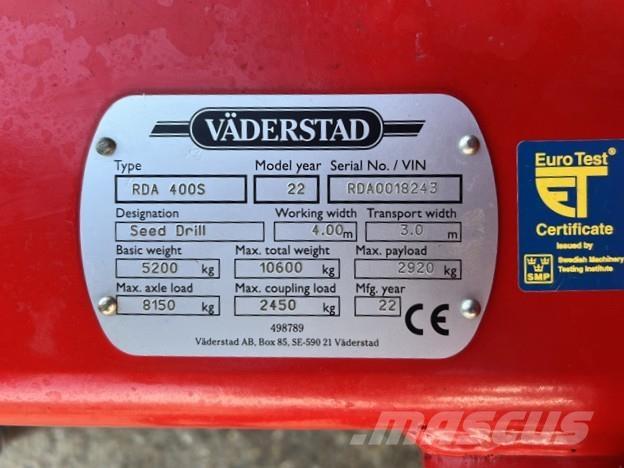 VÄDERSTAD
Type Model year Serial No. / VIN
RDA 400S 22 RDA0018243
Designation Working width Transport width
Seed Drill 4.00 m 3.0 m
Basic weight Max. total weight Max. payload
5200 kg 10600 kg 2920 kg
Max. axle load Max. coupling load Mfg. year
8150 kg 2450 kg 22
CE
498789
Väderstad AB, Box 85, SE-590 21 Väderstad
Euro Test®
ET
Certificate
Issued by
SMP
Swedish Machinery
Testing Institute
mascus